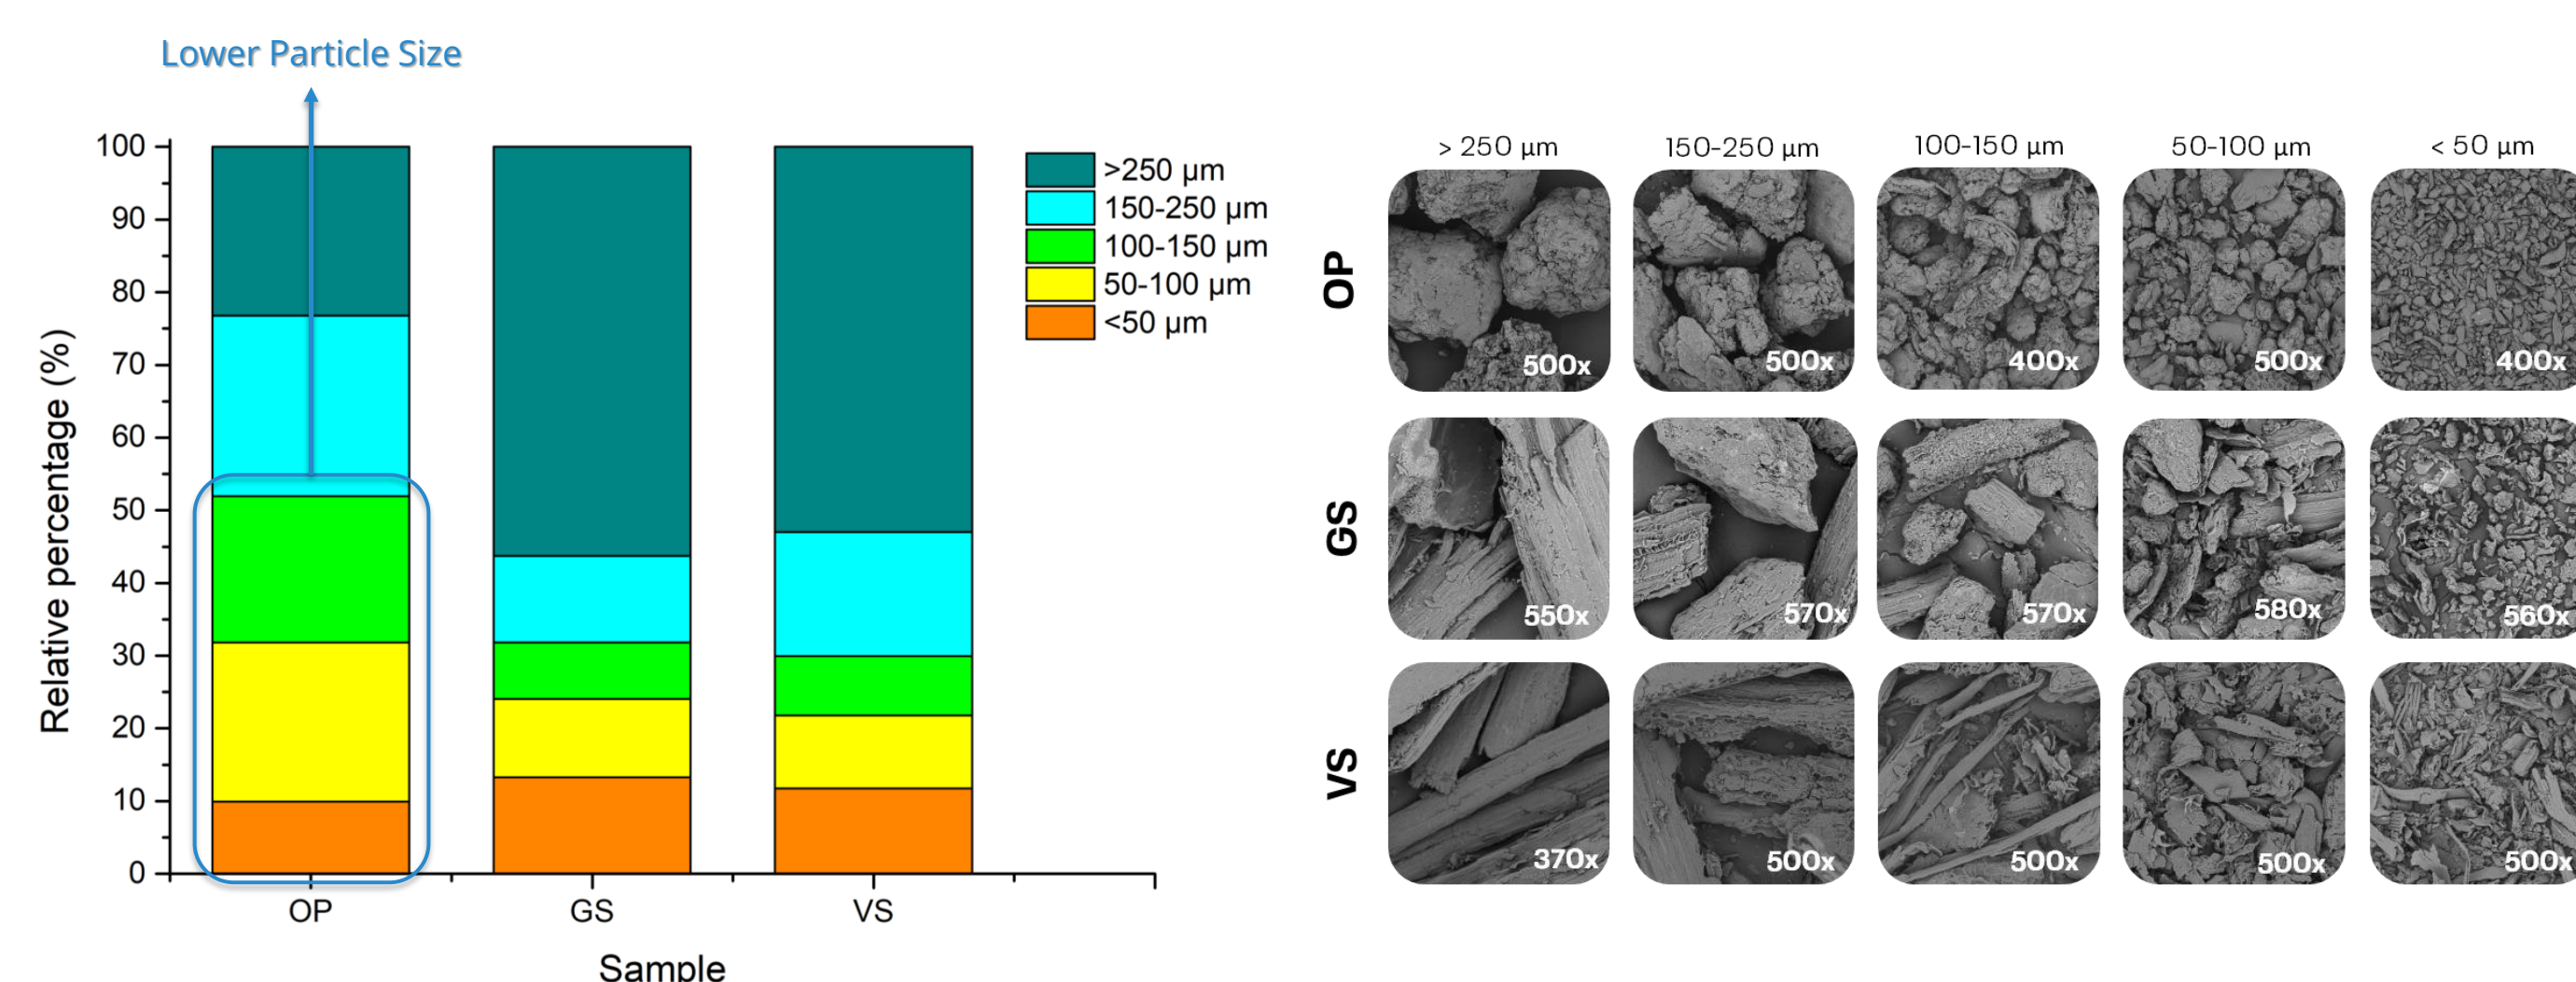 Lower Particle Size
100
90
80
70
60
50
40
30
20
10
0
Relative percentage (%)
OP
GS
VS
Sample
>250 µm
150-250 µm
100-150 µm
50-100 µm
<50 µm
> 250 µm
150-250 µm
100-150 µm
50-100 µm
< 50 µm
OP
500x
500x
400x
500x
400x
GS
550x
570x
570x
580x
560x
VS
370x
500x
500x
500x
500x